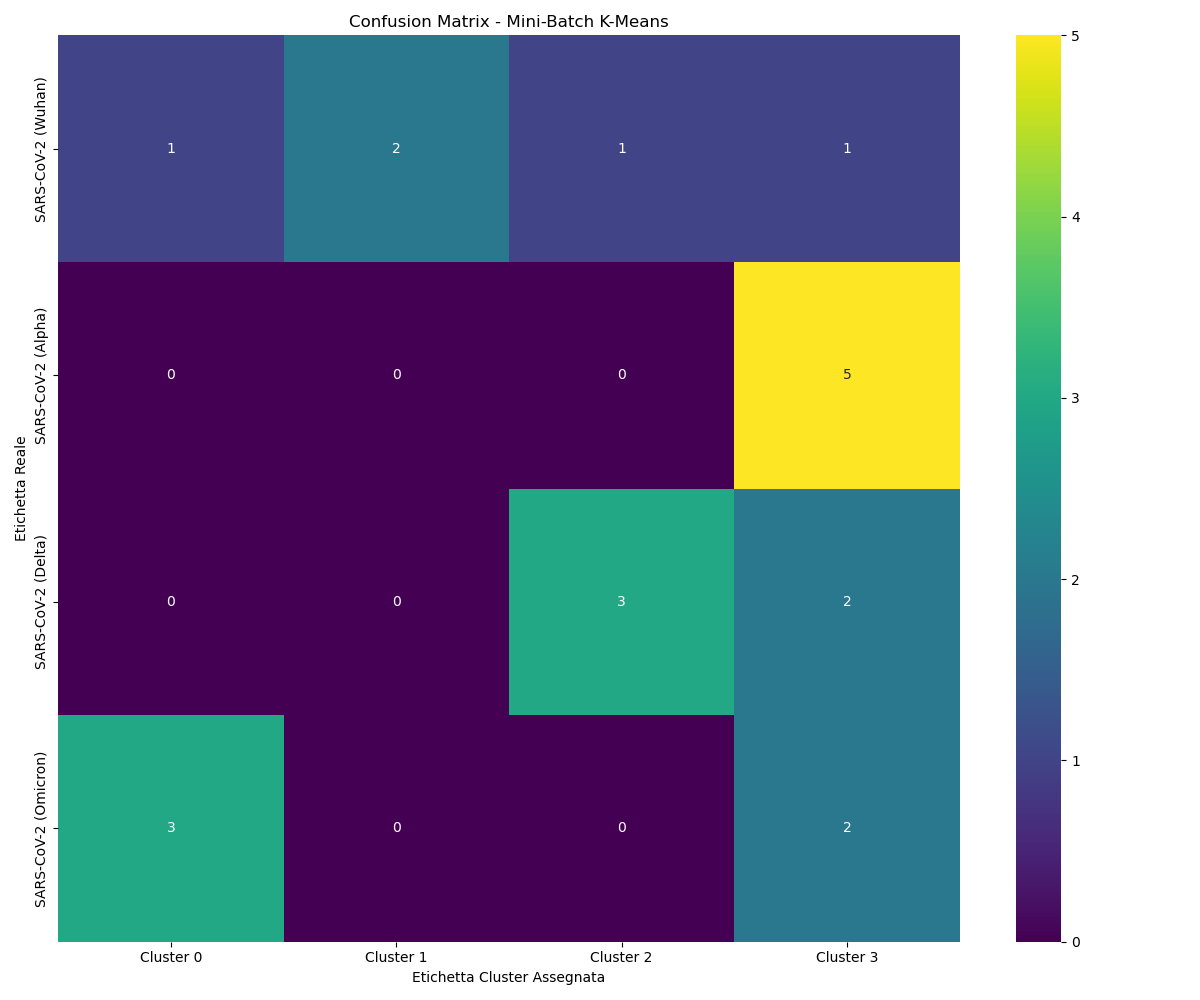 Confusion Matrix - Mini-Batch K-Means
Etichetta Reale
SARS-CoV-2 (Wuhan)
1 2 1 1
SARS-CoV-2 (Alpha)
0 0 0 5
SARS-CoV-2 (Delta)
0 0 3 2
SARS-CoV-2 (Omicron)
3 0 0 2
Cluster 0 Cluster 1 Cluster 2 Cluster 3
Etichetta Cluster Assegnata
5
4
3
2
1
0